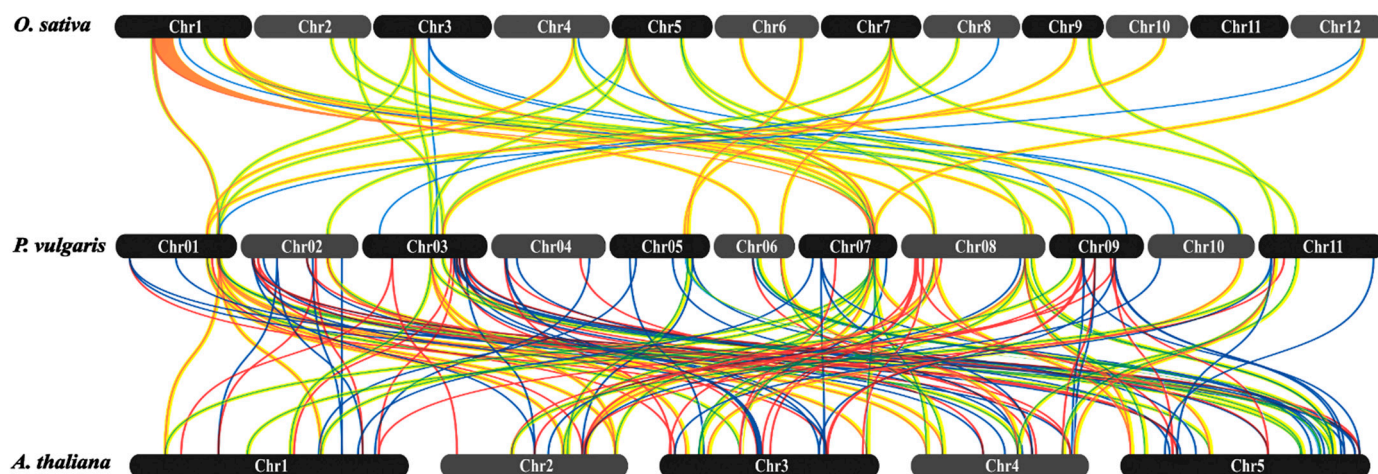 O. sativa Chr1 Chr2 Chr3 Chr4 Chr5 Chr6 Chr7 Chr8 Chr9 Chr10 Chr11 Chr12
P. vulgaris Chr01 Chr02 Chr03 Chr04 Chr05 Chr06 Chr07 Chr08 Chr09 Chr10 Chr11
A. thaliana Chr1 Chr2 Chr3 Chr4 Chr5